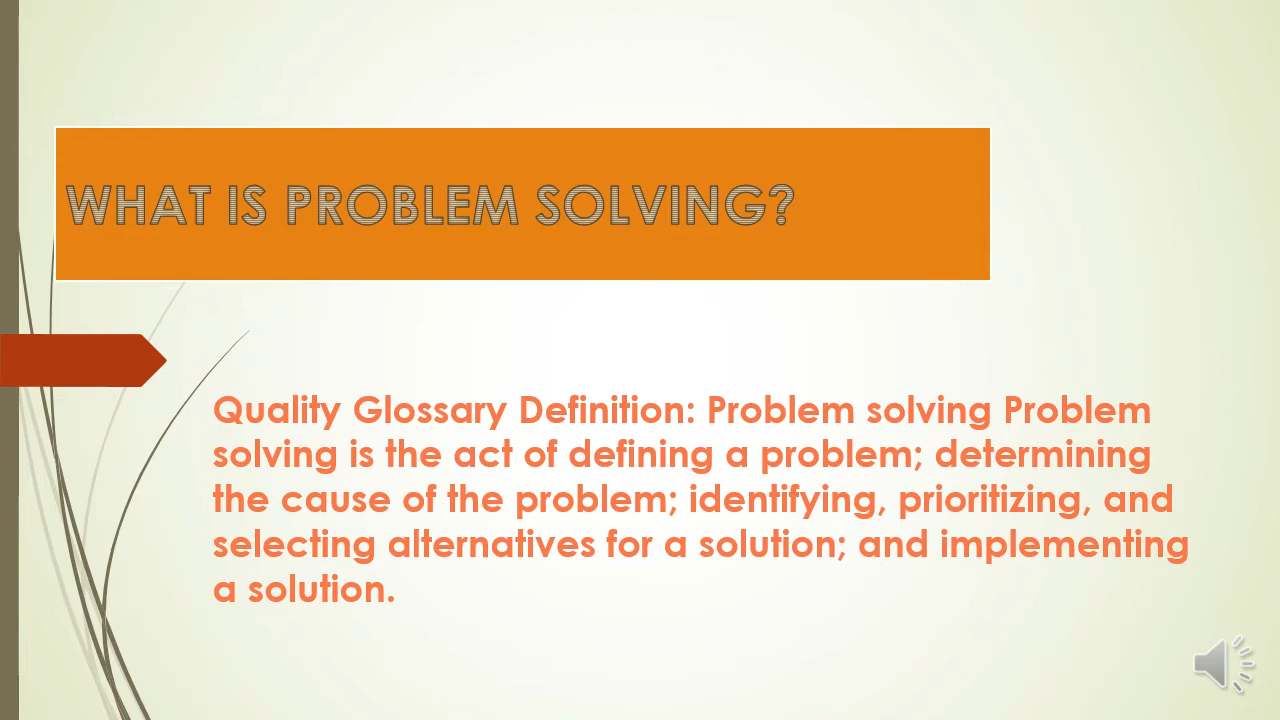 WHAT IS PROBLEM SOLVING?
Quality Glossary Definition: Problem solving Problem
solving is the act of defining a problem; determining
the cause of the problem; identifying, prioritizing, and
selecting alternatives for a solution; and implementing
a solution.